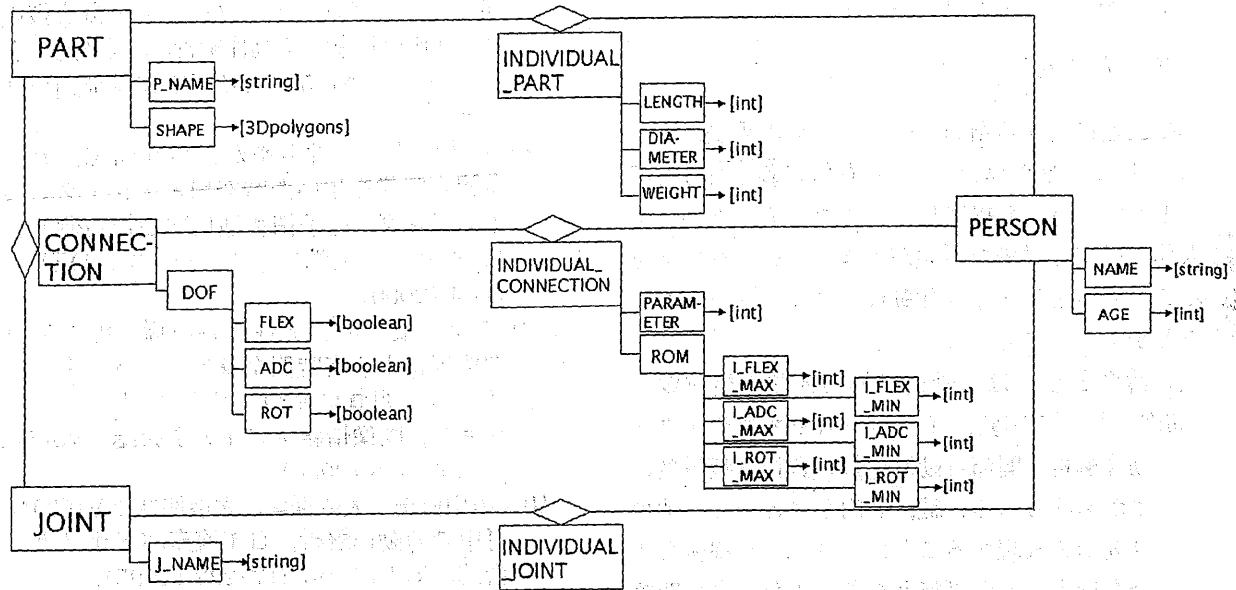 PART
P_NAME
[string]
SHAPE
[3Dpolygons]
INDIVIDUAL
_PART
LENGTH
[int]
DIA-
METER
[int]
WEIGHT
[int]
PERSON
NAME
[string]
AGE
[int]
CONNEC-
TION
DOF
FLEX
[boolean]
ADC
[boolean]
ROT
[boolean]
INDIVIDUAL_
CONNECTION
PARAM-
ETER
[int]
ROM
I_FLEX
_MAX
[int]
I_FLEX
_MIN
[int]
I_ADC
_MAX
[int]
I_ADC
_MIN
[int]
I_ROT
_MAX
[int]
I_ROT
_MIN
[int]
JOINT
J_NAME
[string]
INDIVIDUAL
_JOINT